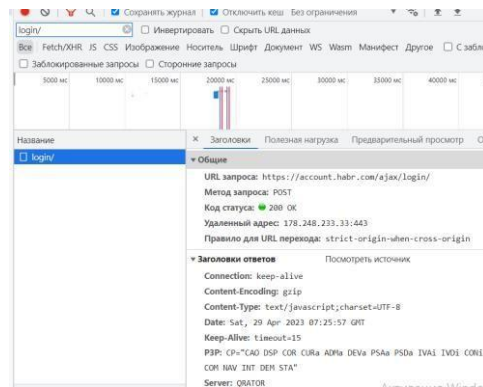 Сохранять журнал Отключить кеш Без ограничения
login/ Инвертировать Скрыть URL данных
Все Fetch/XHR JS CSS Изображение Носитель Шрифт Документ WS Wasm Манифест Другое С забл
Заблокированные запросы Сторонние запросы
5000 мс 10000 мс 15000 мс 20000 мс 25000 мс 30000 мс 35000 мс 40000 мс
Название × Заголовки Полезная нагрузка Предварительный просмотр О
login/
Общие
URL запроса: https://account.habr.com/ajax/login/
Метод запроса: POST
Код статуса: 200 OK
Удаленный адрес: 178.248.233.33:443
Правило для URL перехода: strict-origin-when-cross-origin
Заголовки ответов Посмотреть источник
Connection: keep-alive
Content-Encoding: gzip
Content-Type: text/javascript;charset=UTF-8
Date: Sat, 29 Apr 2023 07:25:57 GMT
Keep-Alive: timeout=15
P3P: CP="CAO DSP COR CURa ADMa DEVa PSAa PSDa IVAi IVDi CONi
COM NAV INT DEM STA"
Server: QRATOR